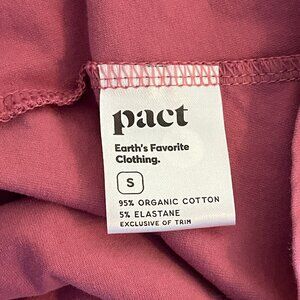 pact
Earth's Favorite
Clothing.
S
95% ORGANIC COTTON
5% ELASTANE
EXCLUSIVE OF TRIM